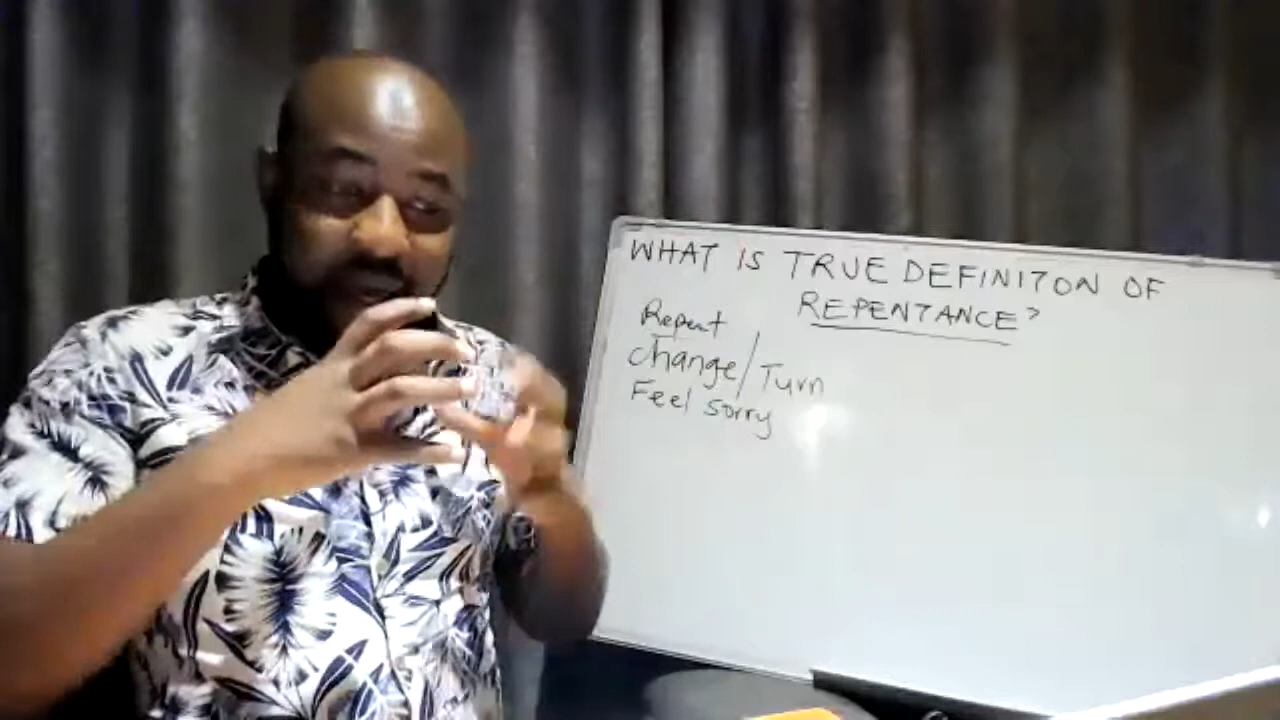 WHAT IS TRUE DEFINITON OF
REPENTANCE?
Repent
change/Turn
Feel sorry